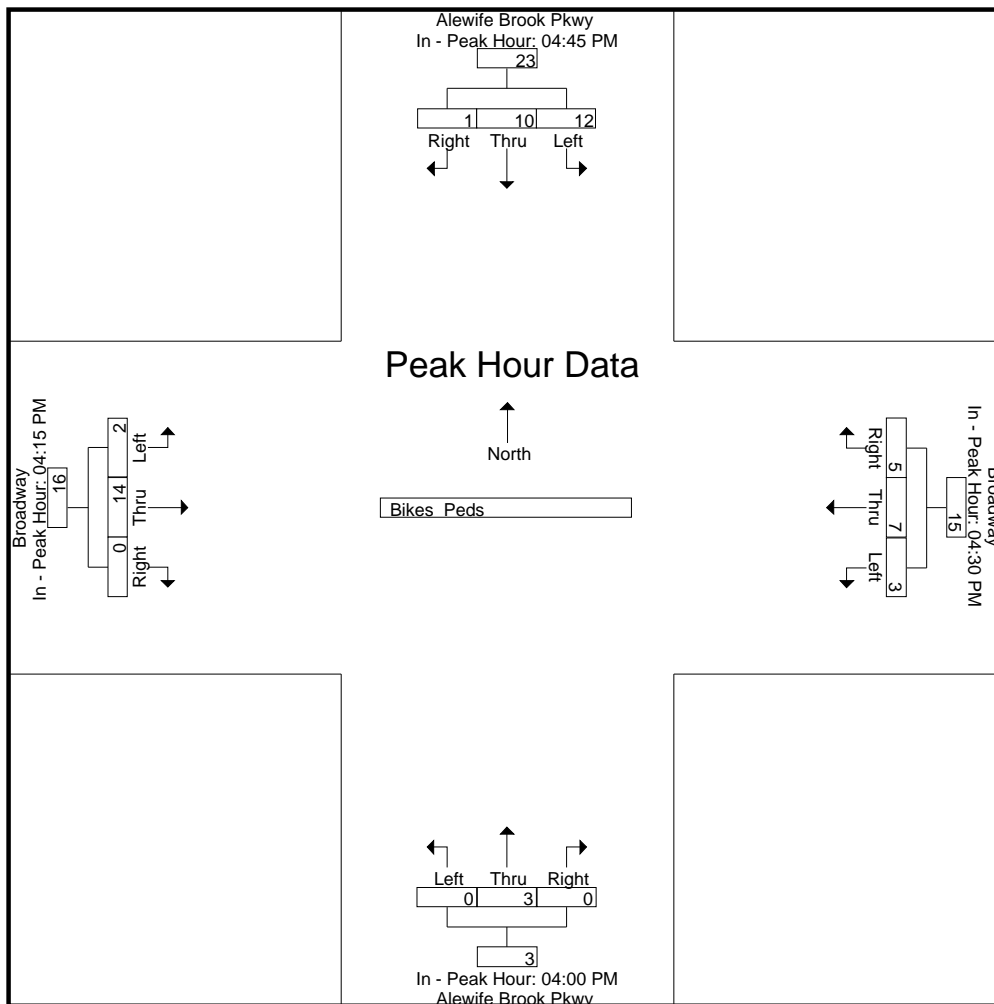 Alewife Brook Pkwy
In - Peak Hour: 04:45 PM
23
1 10 12
Right Thru Left
Peak Hour Data
North
Bikes Peds
Broadway
In - Peak Hour: 04:15 PM
16
2 14 0
Left Thru Right
Right Thru Left
5 7 3
15
In - Peak Hour: 04:30 PM
Broadway
Left Thru Right
0 3 0
3
In - Peak Hour: 04:00 PM
Alewife Brook Pkwy